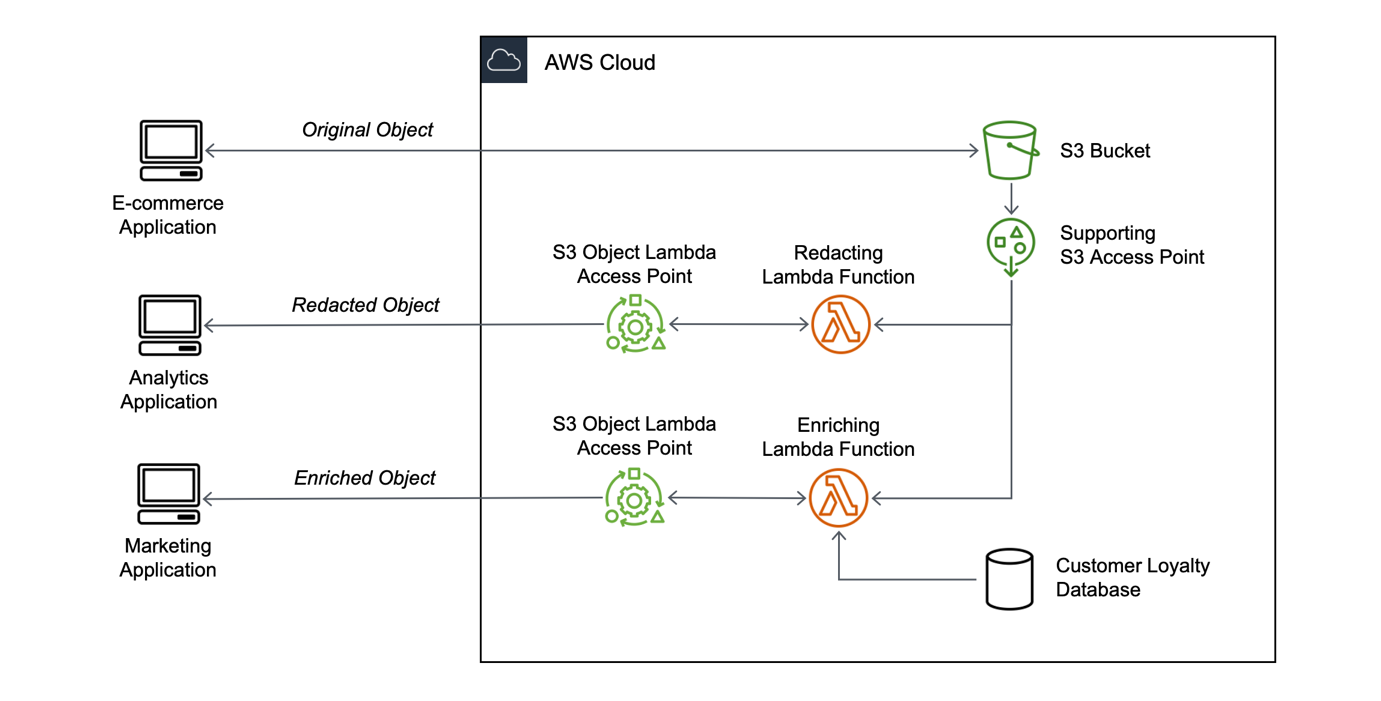 AWS Cloud
Original Object
S3 Bucket
E-commerce
Application
Supporting
S3 Access Point
S3 Object Lambda
Access Point
Redacting
Lambda Function
Redacted Object
Analytics
Application
S3 Object Lambda
Access Point
Enriching
Lambda Function
Enriched Object
Marketing
Application
Customer Loyalty
Database